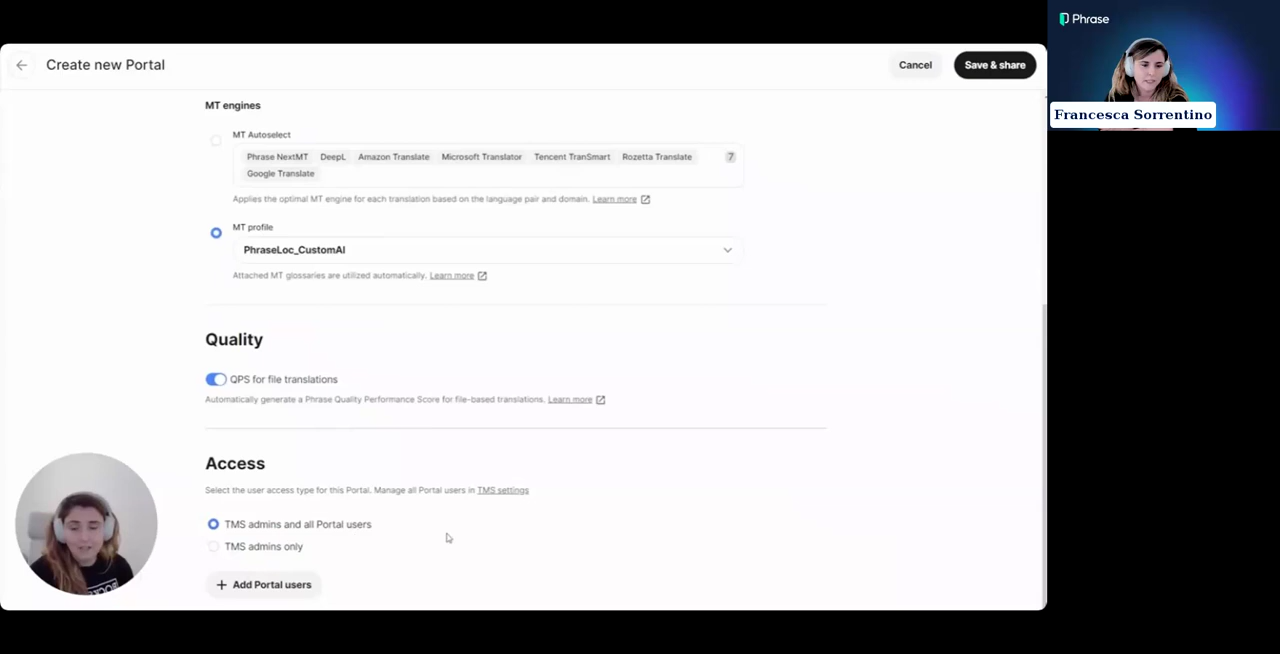 Phrase
Francesca Sorrentino
Create new Portal
Cancel
Save & share
MT engines
MT Autoselect
Phrase NextMT DeepL Amazon Translate Microsoft Translator Tencent TranSmart Rozetta Translate 7
Google Translate
Applies the optimal MT engine for each translation based on the language pair and domain. Learn more
MT profile
PhraseLoc_CustomAI
Attached MT glossaries are utilized automatically. Learn more
Quality
QPS for file translations
Automatically generate a Phrase Quality Performance Score for file-based translations. Learn more
Access
Select the user access type for this Portal. Manage all Portal users in TMS settings
TMS admins and all Portal users
TMS admins only
+ Add Portal users